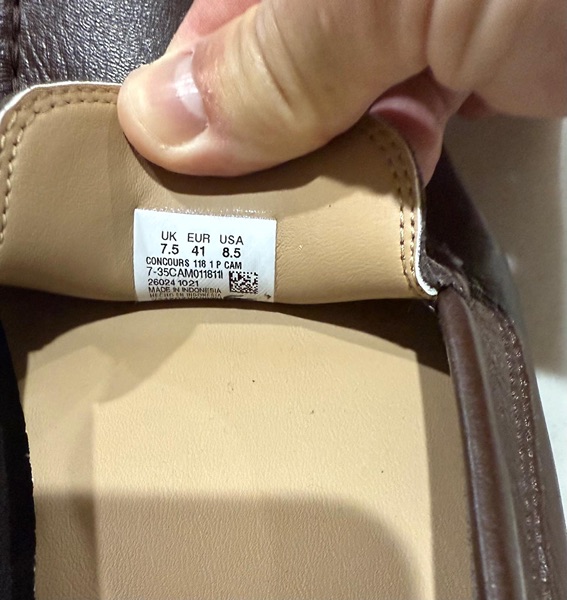 UK EUR USA
7.5 41 8.5
CONCOURS 118 1 P CAM
7-35CAM011811I
26024 1021
MADE IN INDONESIA
HECHO EN INDONESIA